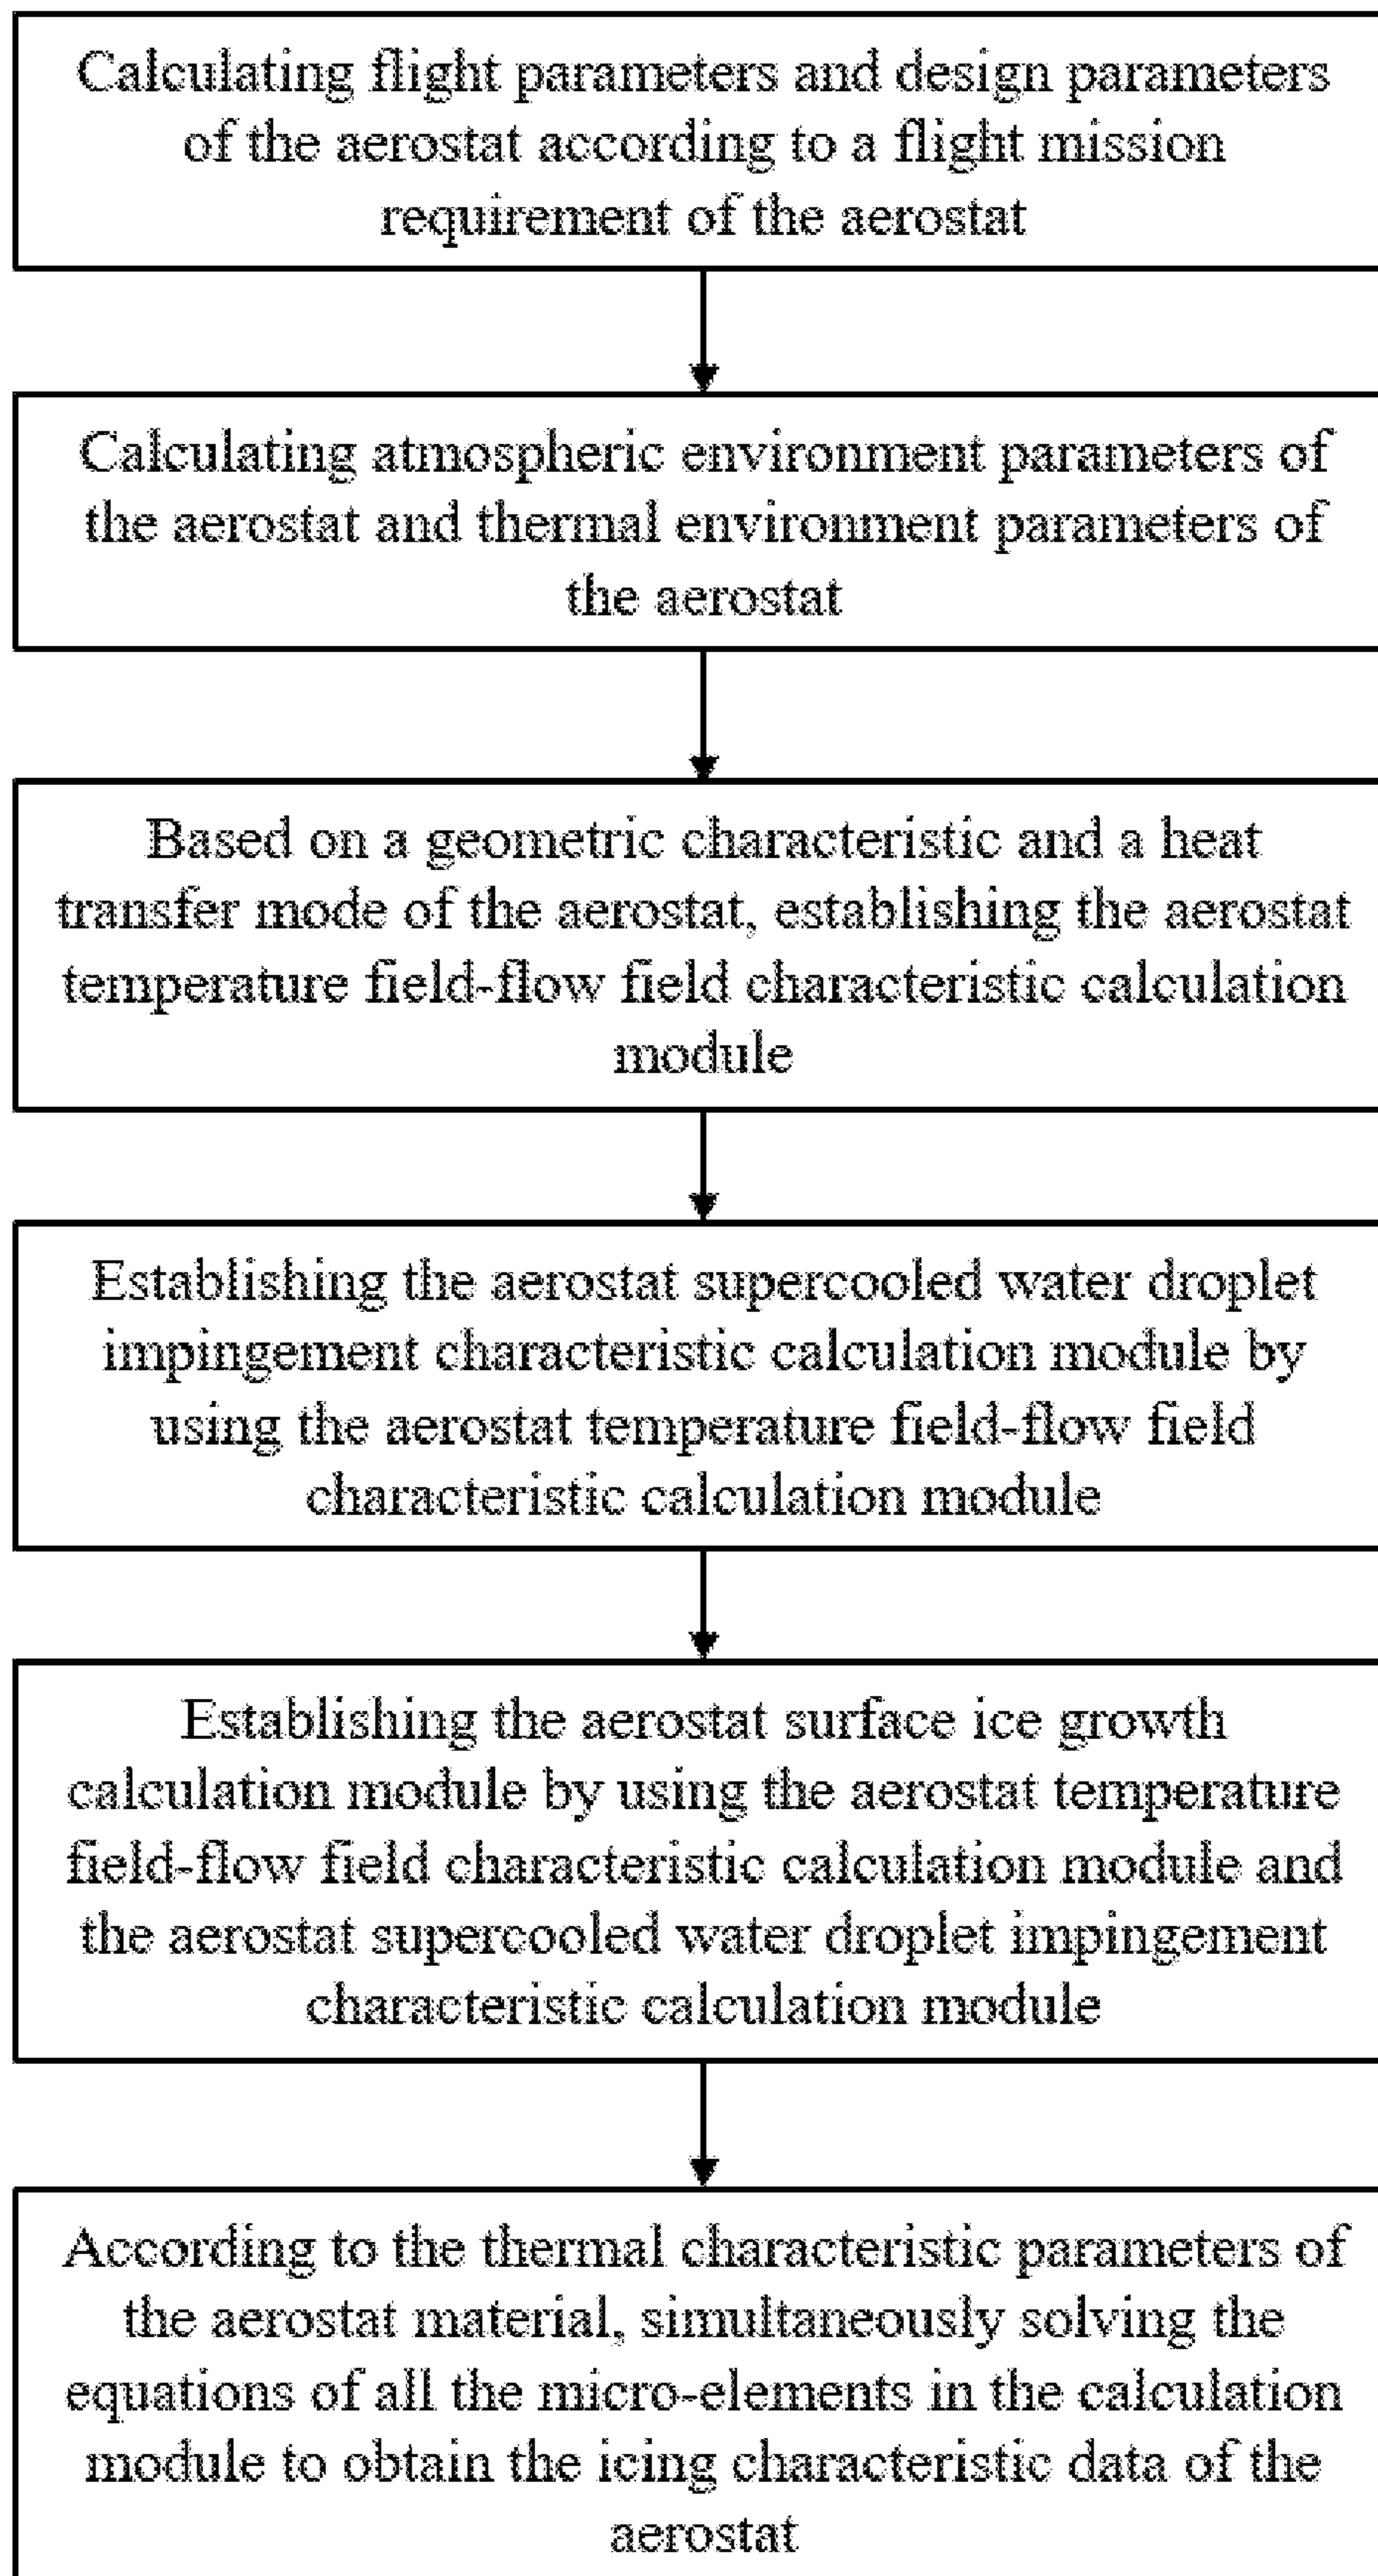 Calculating flight parameters and design parameters
of the aerostat according to a flight mission
requirement of the aerostat
Calculating atmospheric environment parameters of
the aerostat and thermal environment parameters of
the aerostat
Based on a geometric characteristic and a heat
transfer mode of the aerostat, establishing the aerostat
temperature field-flow field characteristic calculation
module
Establishing the aerostat supercooled water droplet
impingement characteristic calculation module by
using the aerostat temperature field-flow field
characteristic calculation module
Establishing the aerostat surface ice growth
calculation module by using the aerostat temperature
field-flow field characteristic calculation module and
the aerostat supercooled water droplet impingement
characteristic calculation module
According to the thermal characteristic parameters of
the aerostat material, simultaneously solving the
equations of all the micro-elements in the calculation
module to obtain the icing characteristic data of the
aerostat